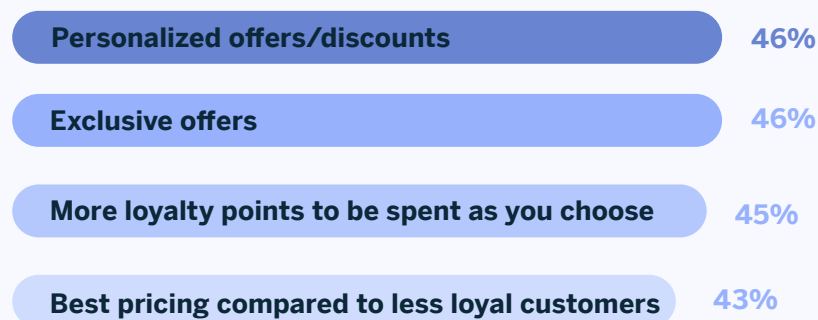 Personalized offers/discounts 46%
Exclusive offers 46%
More loyalty points to be spent as you choose 45%
Best pricing compared to less loyal customers 43%